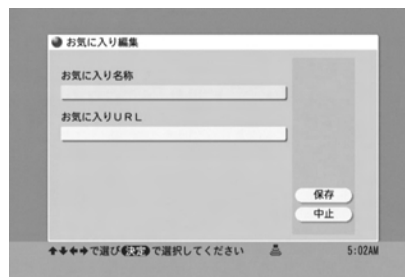 お気に入り編集
お気に入り名称
お気に入りURL
保存
中止
で選び 決定 で選択してください
5:02AM